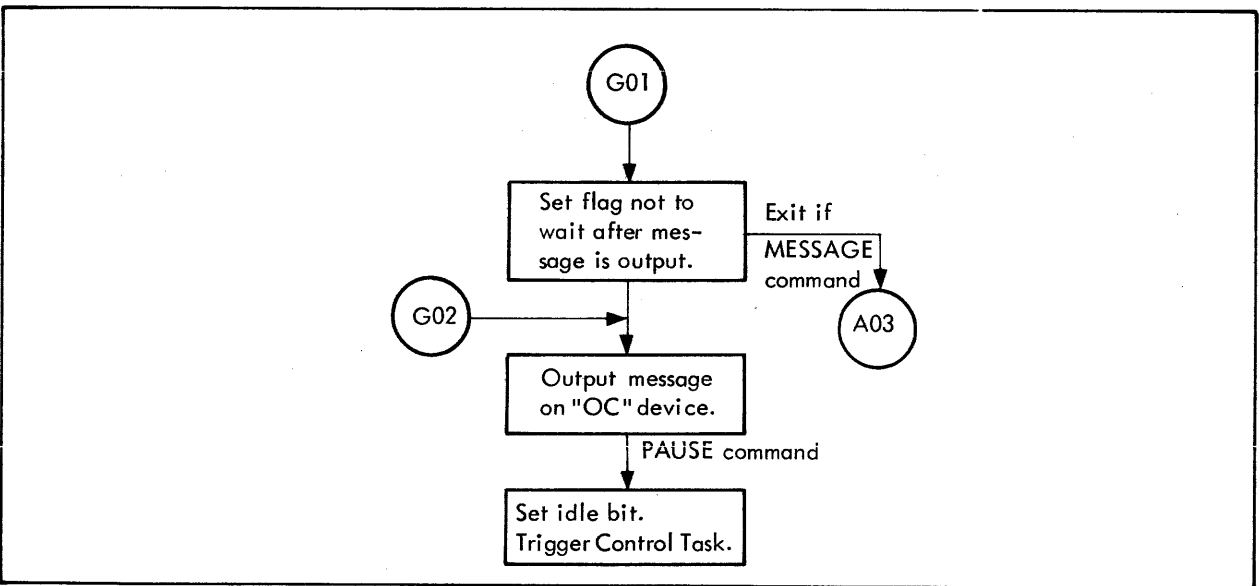 G01
Set flag not to
wait after mes-
sage is output.
Exit if
MESSAGE
command
G02
A03
Output message
on "OC" device.
PAUSE command
Set idle bit.
Trigger Control Task.